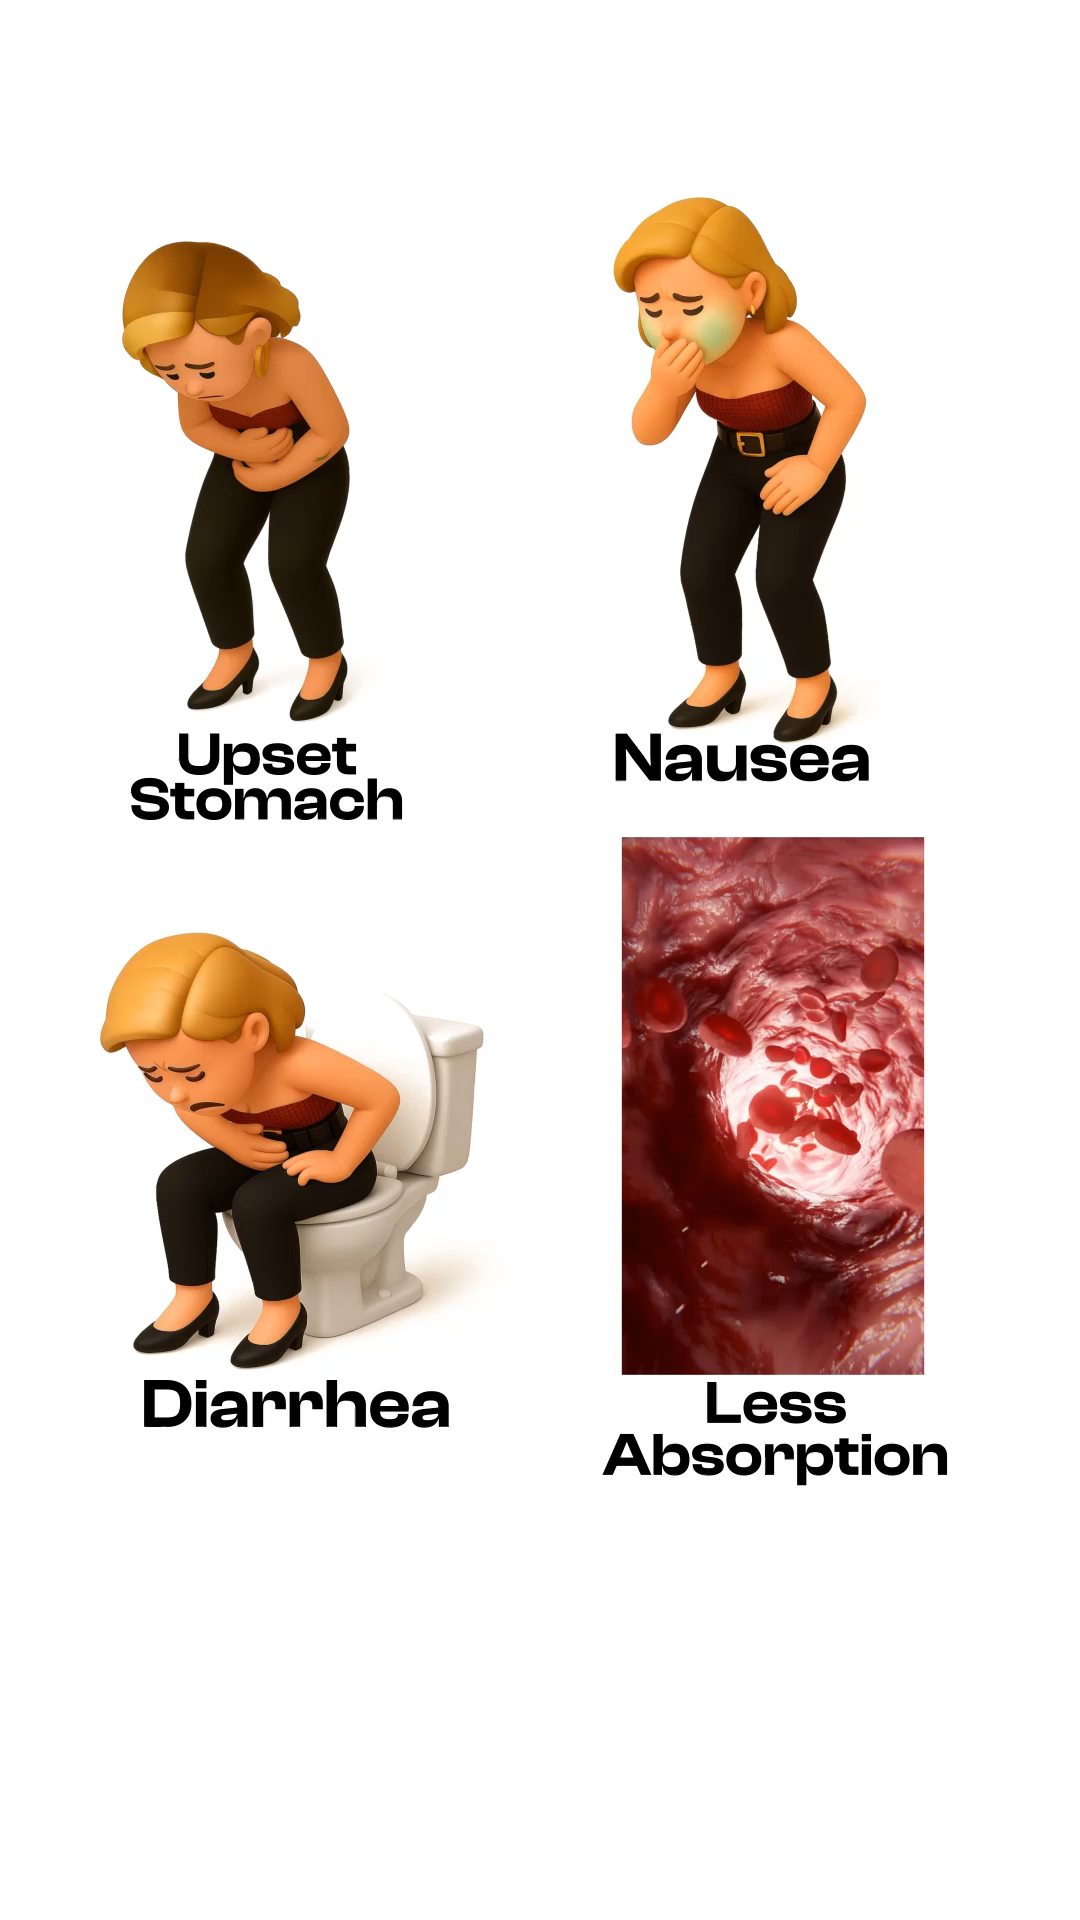 Upset
Stomach
Nausea
Diarrhea
Less
Absorption